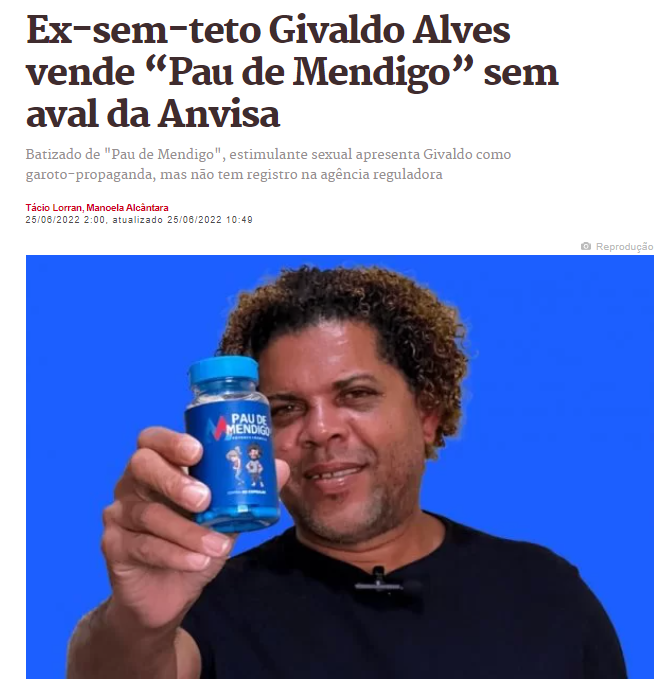 Ex-sem-teto Givaldo Alves
vende “Pau de Mendigo” sem
aval da Anvisa
Batizado de "Pau de Mendigo", estimulante sexual apresenta Givaldo como
garoto-propaganda, mas não tem registro na agência reguladora
Tácio Lorran, Manoela Alcântara
25/06/2022 2:00, atualizado 25/06/2022 10:49
Reprodução
PAU DE
MENDIGO